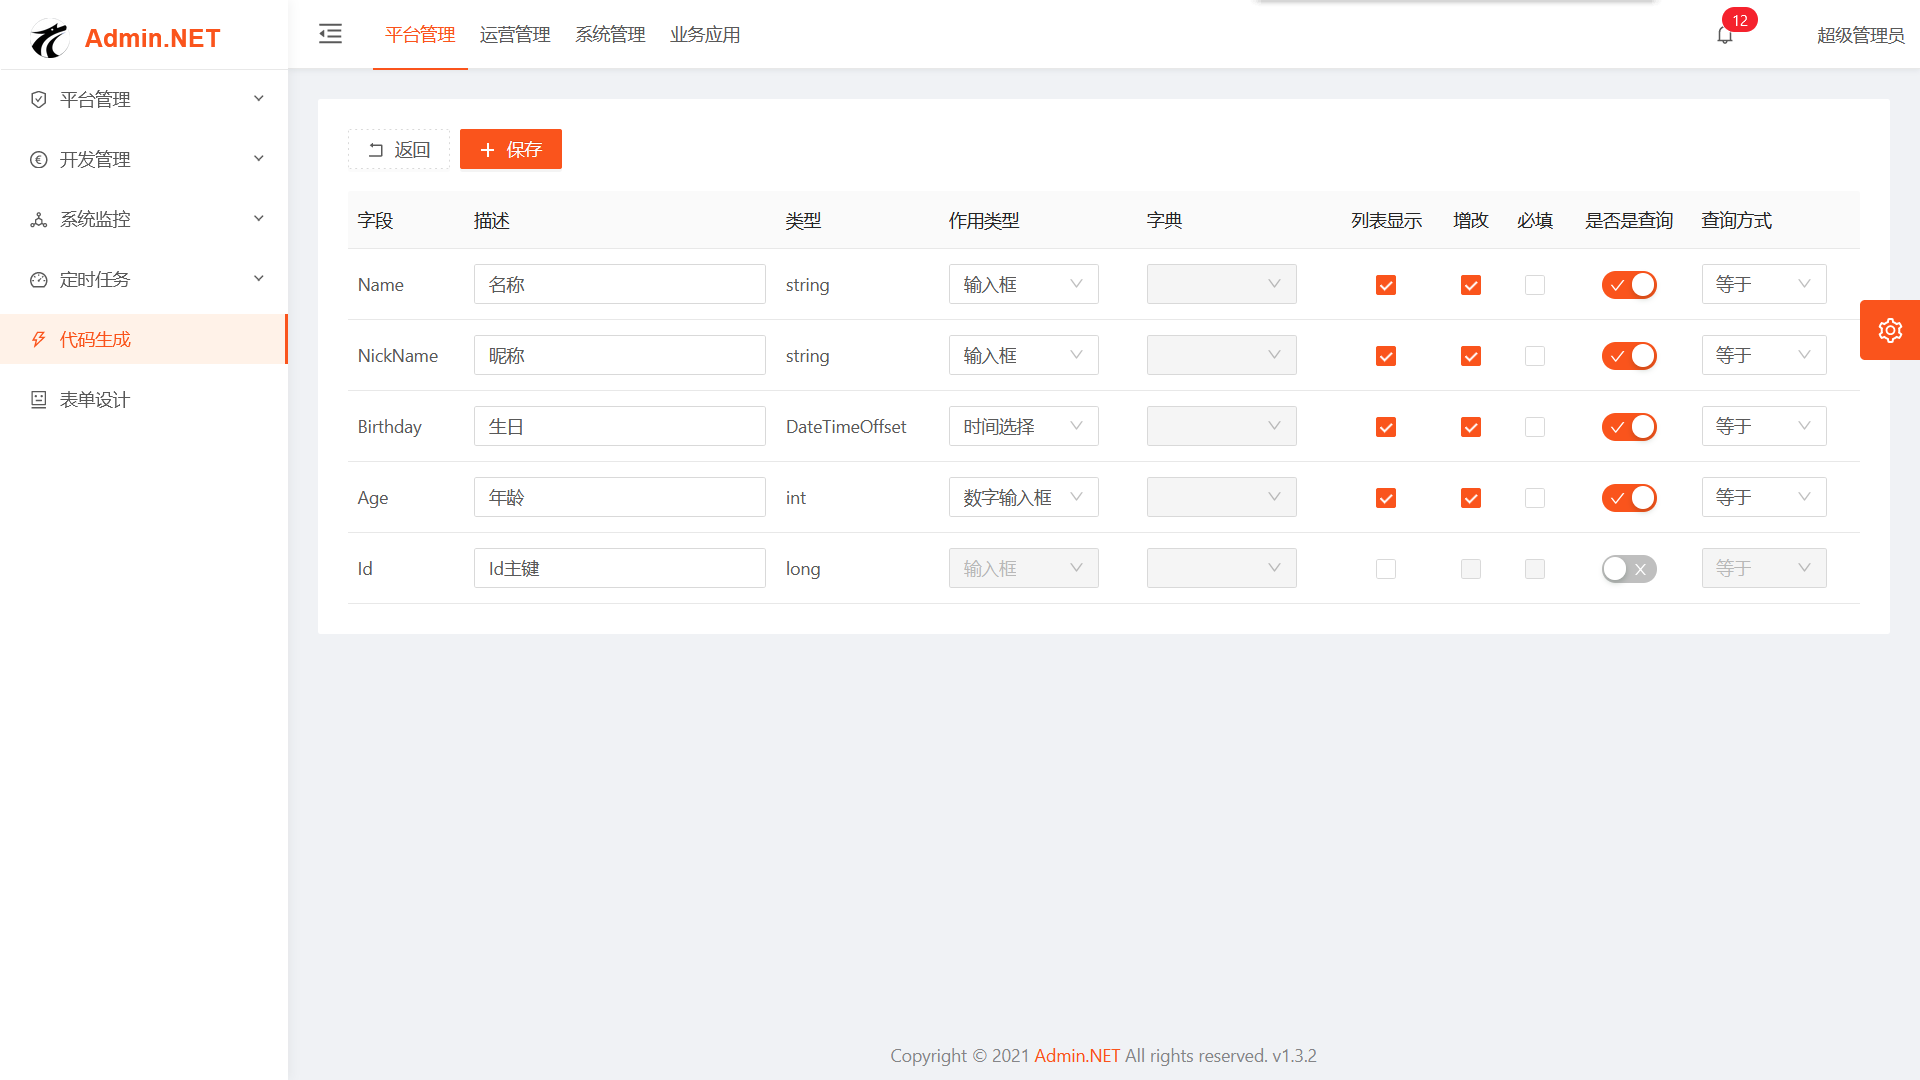 Admin.NET
平台管理 运营管理 系统管理 业务应用
12
超级管理员
平台管理
开发管理
系统监控
定时任务
代码生成
表单设计
返回 保存
字段 描述 类型 作用类型 字典 列表显示 增改 必填 是否是查询 查询方式
Name 名称 string 输入框 等于
NickName 昵称 string 输入框 等于
Birthday 生日 DateTimeOffset 时间选择 等于
Age 年龄 int 数字输入框 等于
Id Id主键 long 输入框 等于
Copyright © 2021 Admin.NET All rights reserved. v1.3.2